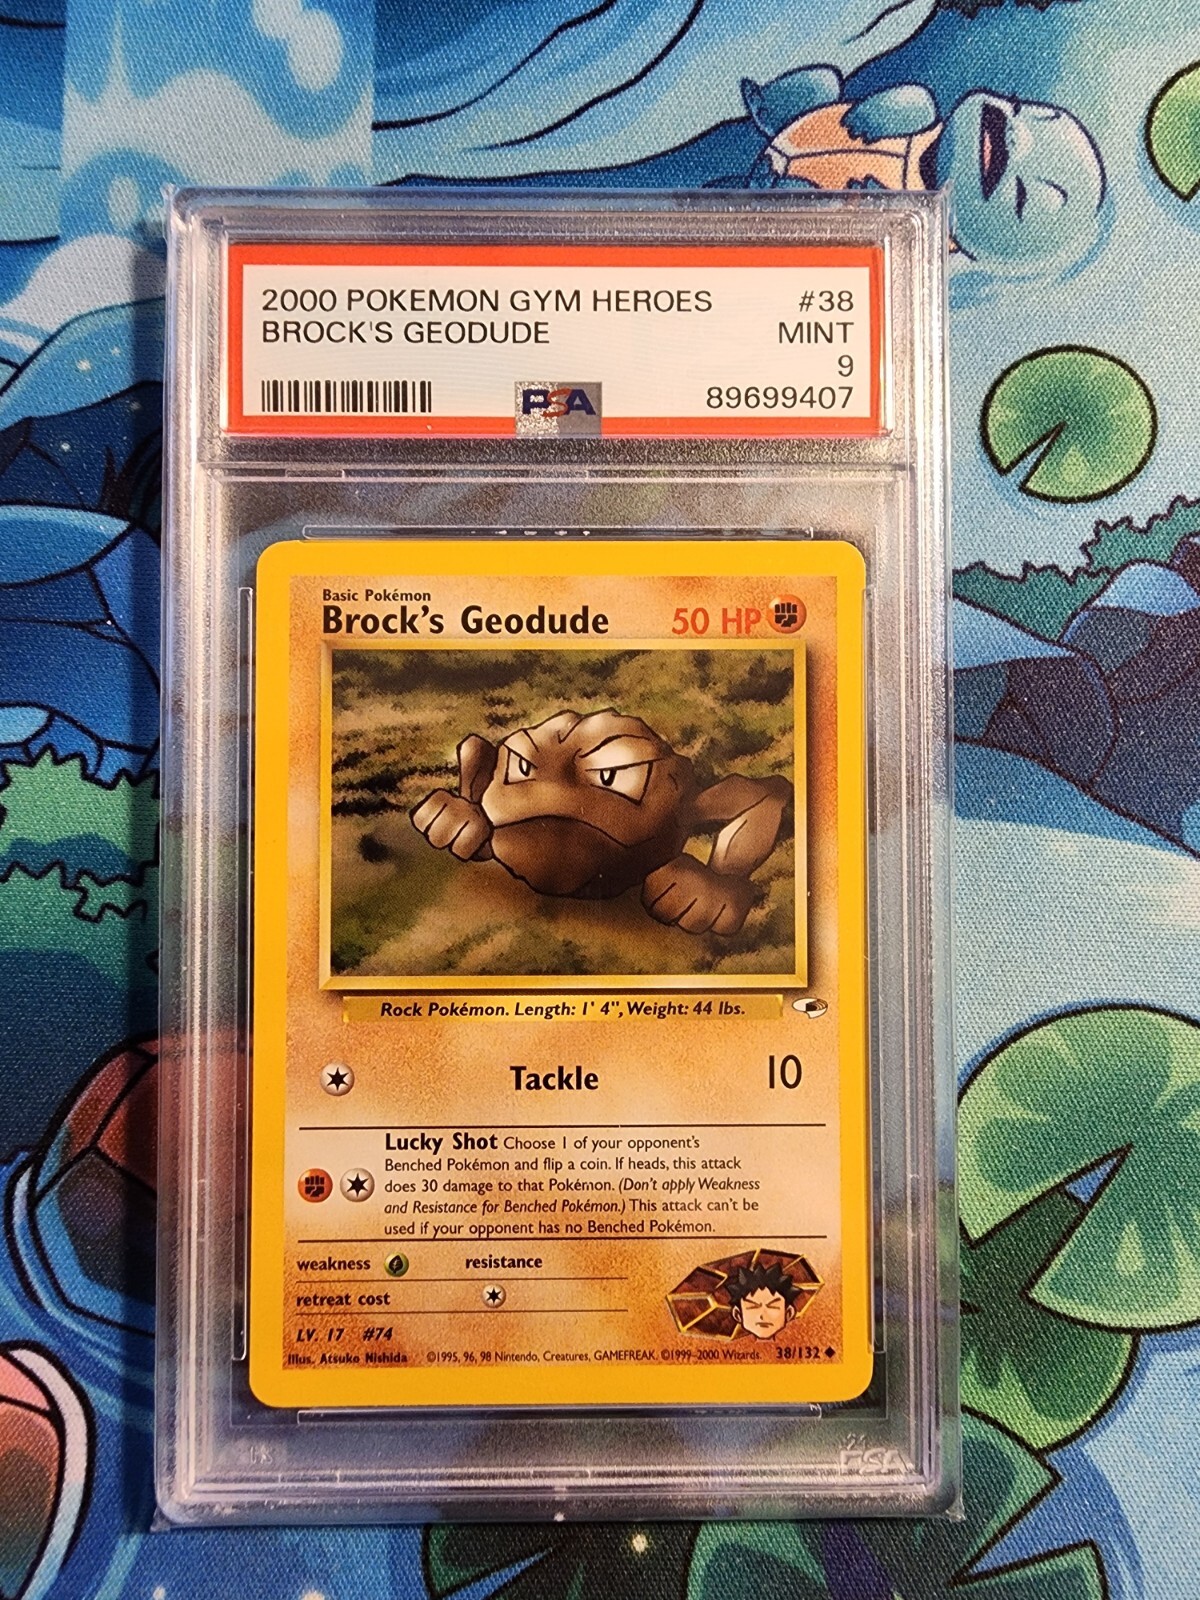 2000 POKEMON GYM HEROES #38
BROCK'S GEODUDE MINT
9
PSA 89699407
Basic Pokémon
Brock's Geodude 50 HP
Rock Pokémon. Length: 1' 4", Weight: 44 lbs.
Tackle 10
Lucky Shot Choose 1 of your opponent's
Benched Pokémon and flip a coin. If heads, this attack
does 30 damage to that Pokémon. (Don't apply Weakness
and Resistance for Benched Pokémon.) This attack can't be
used if your opponent has no Benched Pokémon.
weakness resistance
retreat cost
LV. 17 #74
Illus. Atsuko Nishida ©1995, 96, 98 Nintendo, Creatures, GAMEFREAK. ©1999-2000 Wizards. 38/132
PSA